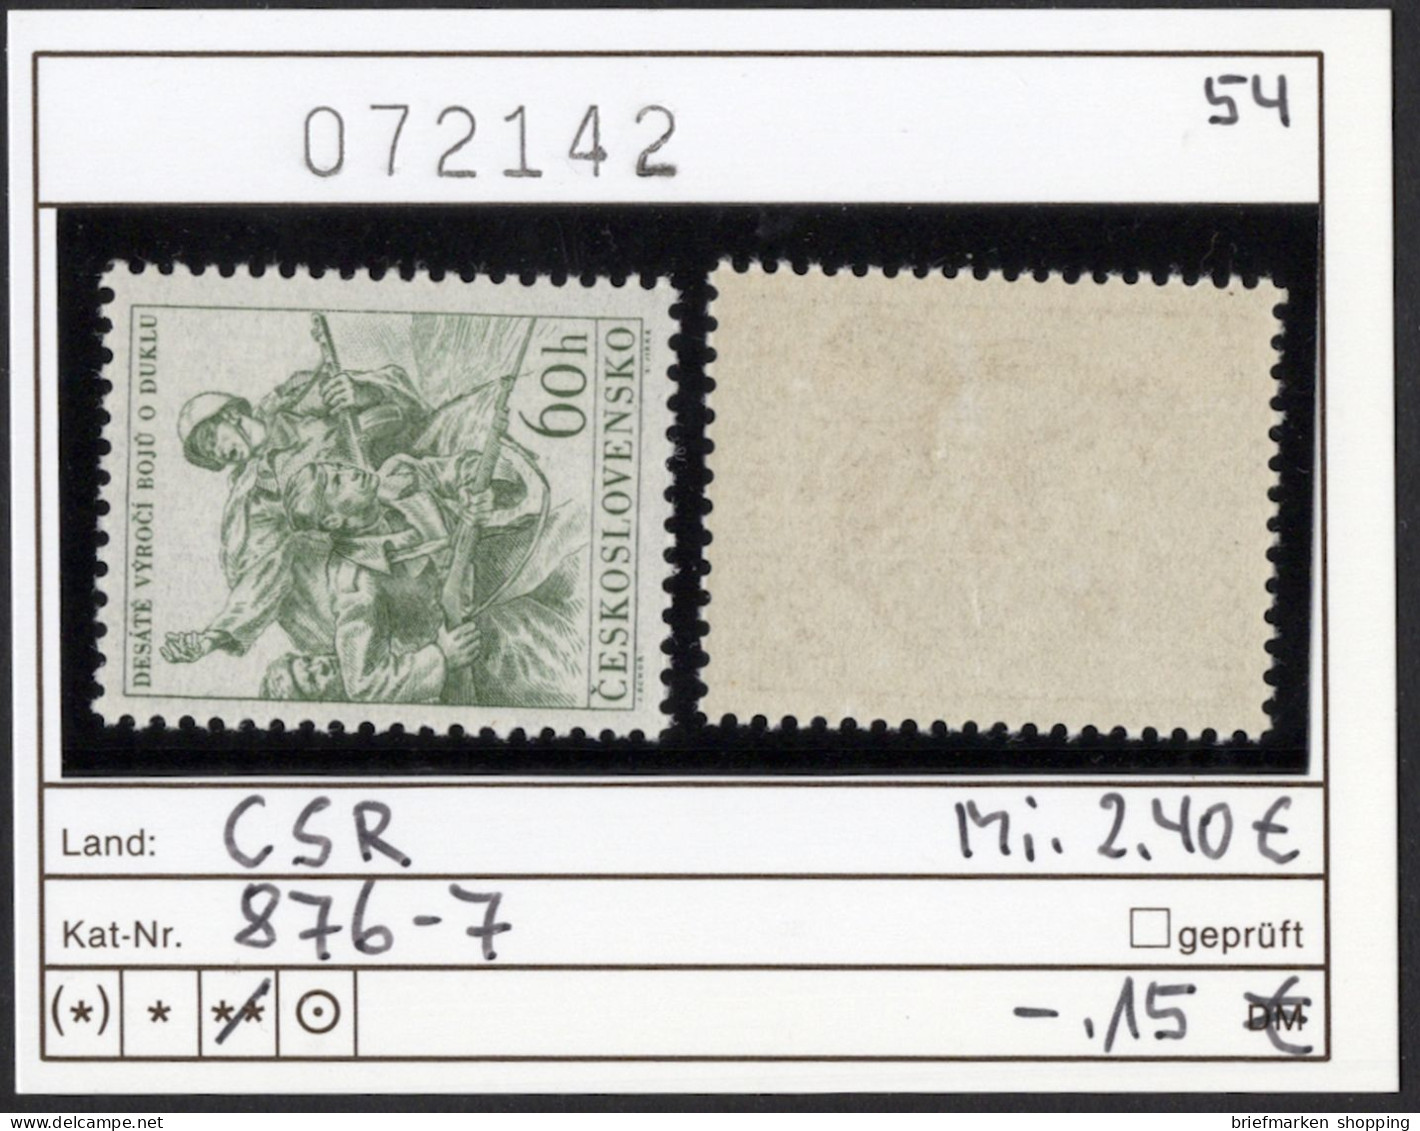 072142
54
DESÁTÉ VÝROČÍ BOJŮ O DUKLU
60h
ČESKOSLOVENSKO
Land: CSR Mi. 2.40 €
Kat-Nr. 876-7 geprüft
(*) * ** ⊙ -.15 DM €
briefmarken shopping